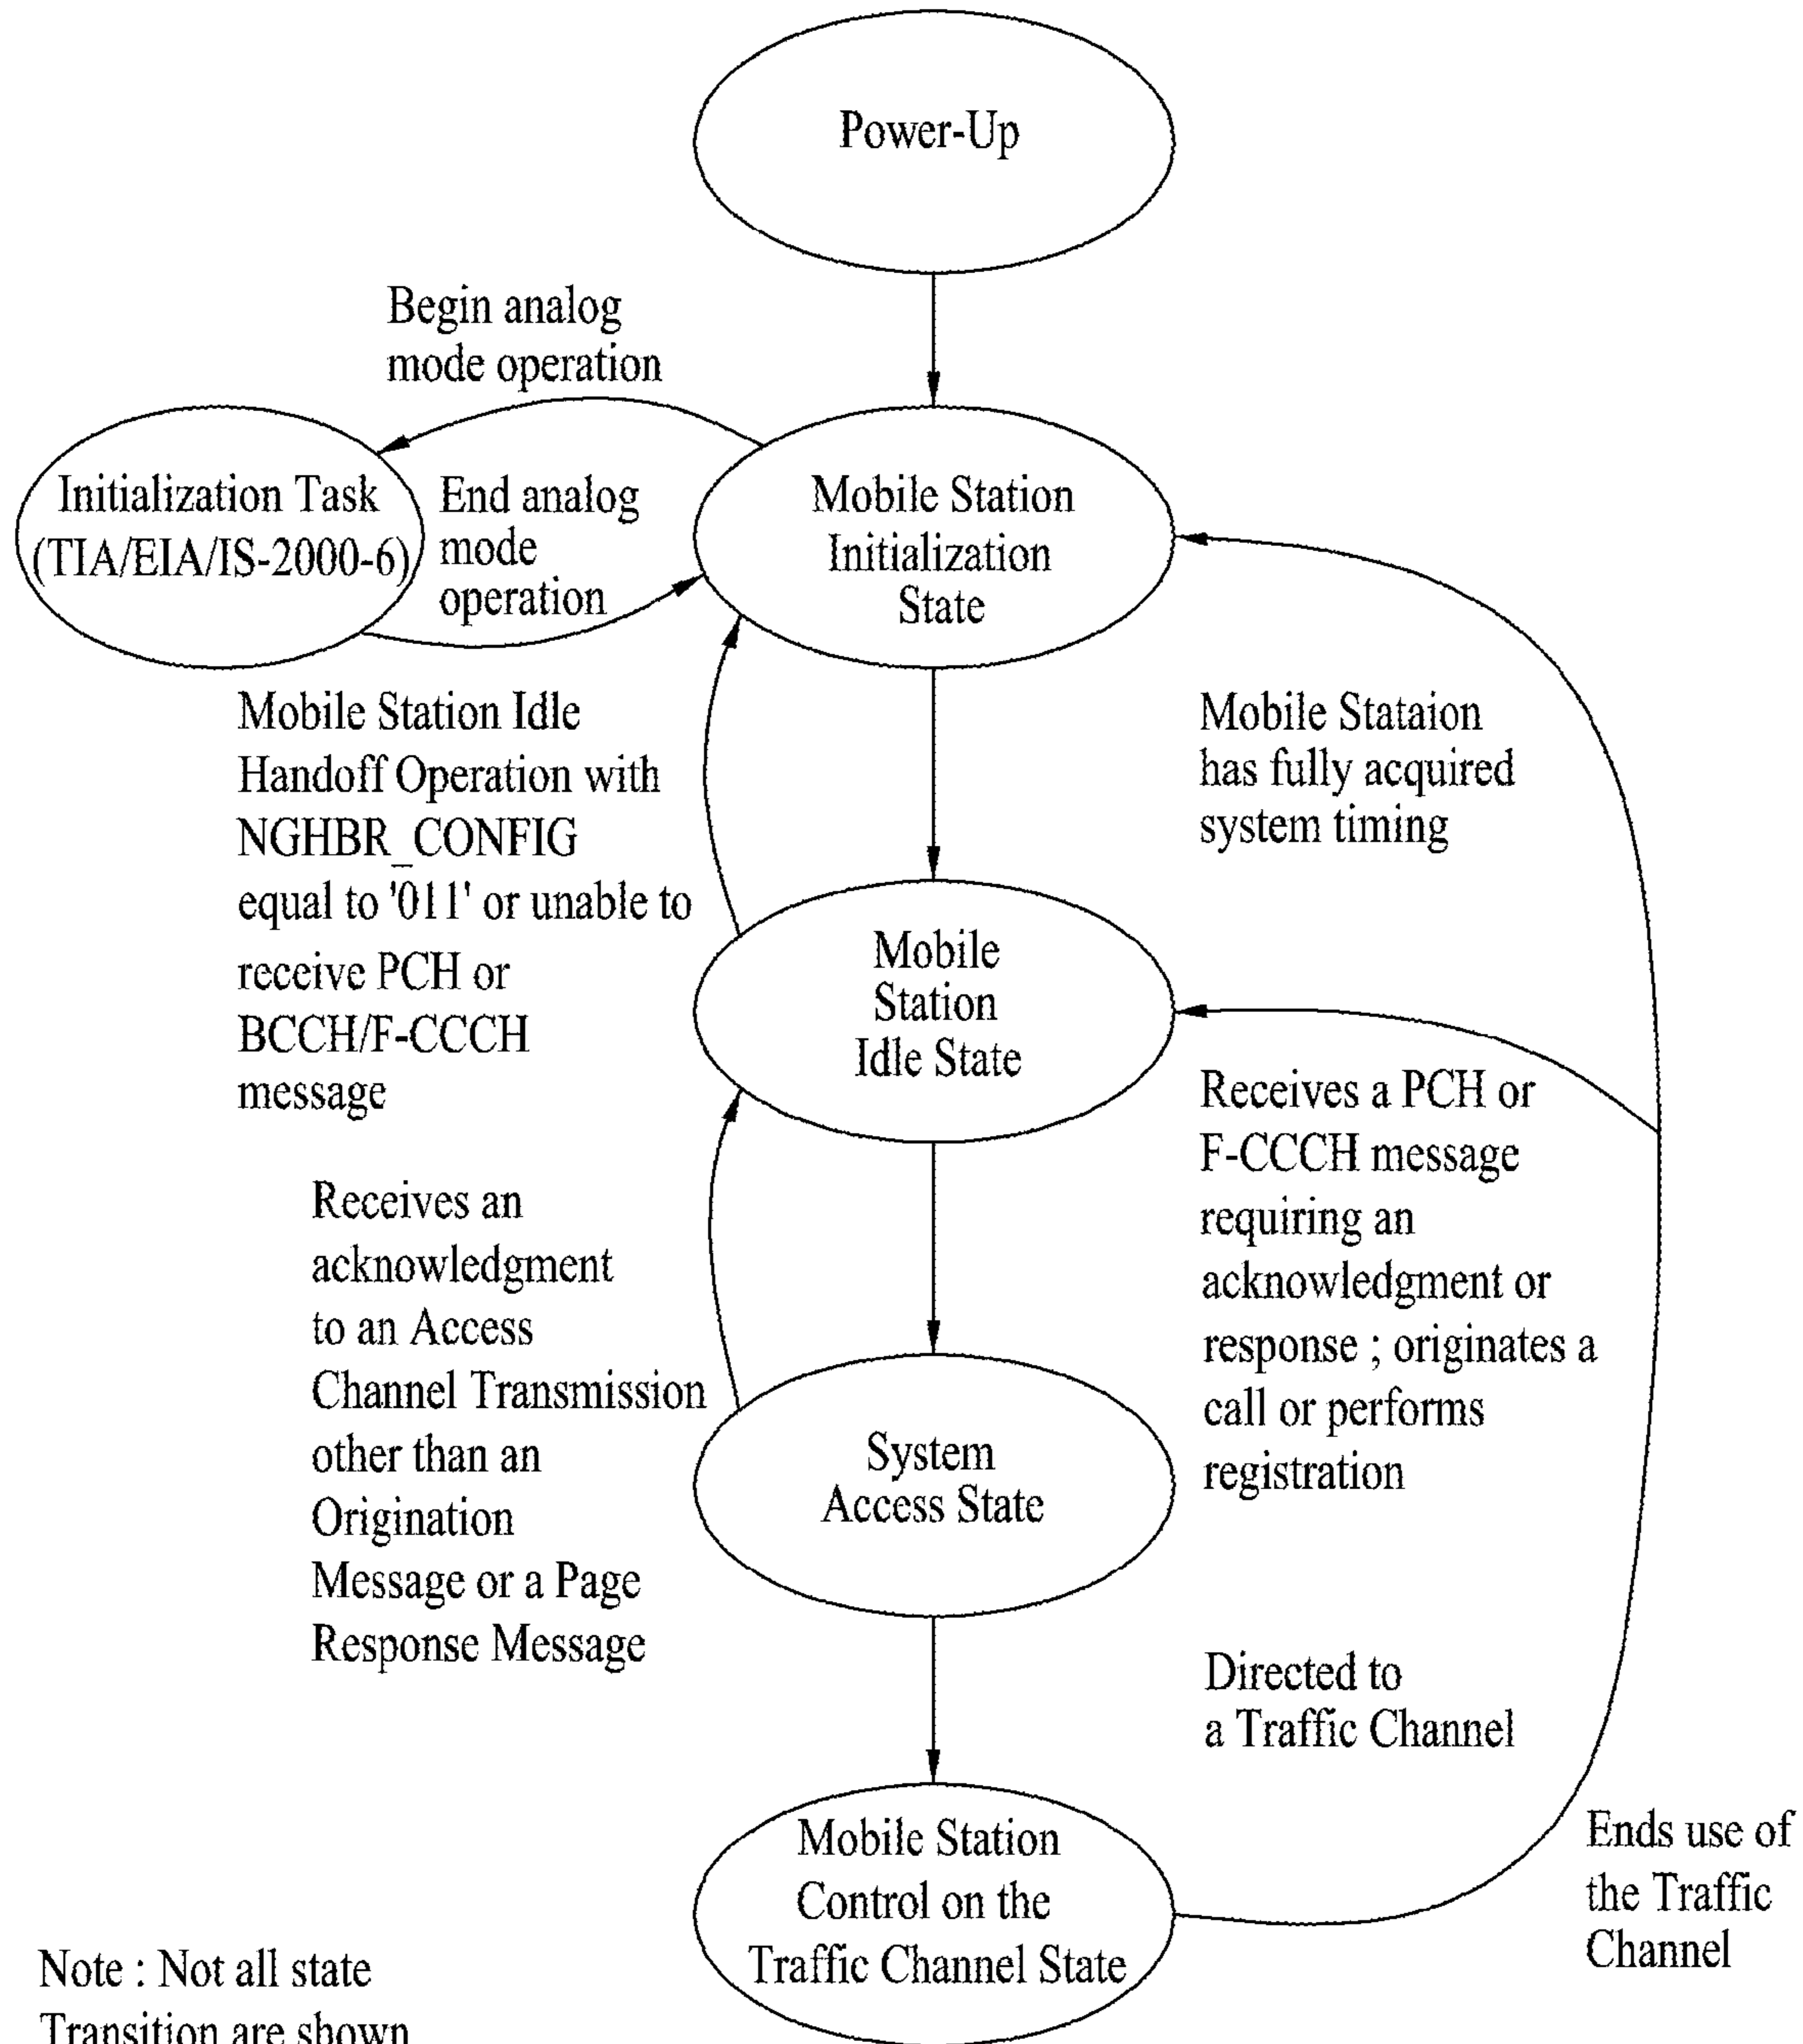 Power-Up
Begin analog
mode operation
Initialization Task
(TIA/EIA/IS-2000-6)
End analog
mode
operation
Mobile Station
Initialization
State
Mobile Station Idle
Handoff Operation with
NGHBR_CONFIG
equal to '011' or unable to
receive PCH or
BCCH/F-CCCH
message
Mobile Stataion
has fully acquired
system timing
Mobile
Station
Idle State
Receives an
acknowledgment
to an Access
Channel Transmission
other than an
Origination
Message or a Page
Response Message
Receives a PCH or
F-CCCH message
requiring an
acknowledgment or
response ; originates a
call or performs
registration
System
Access State
Directed to
a Traffic Channel
Mobile Station
Control on the
Traffic Channel State
Ends use of
the Traffic
Channel
Note : Not all state
Transition are shown